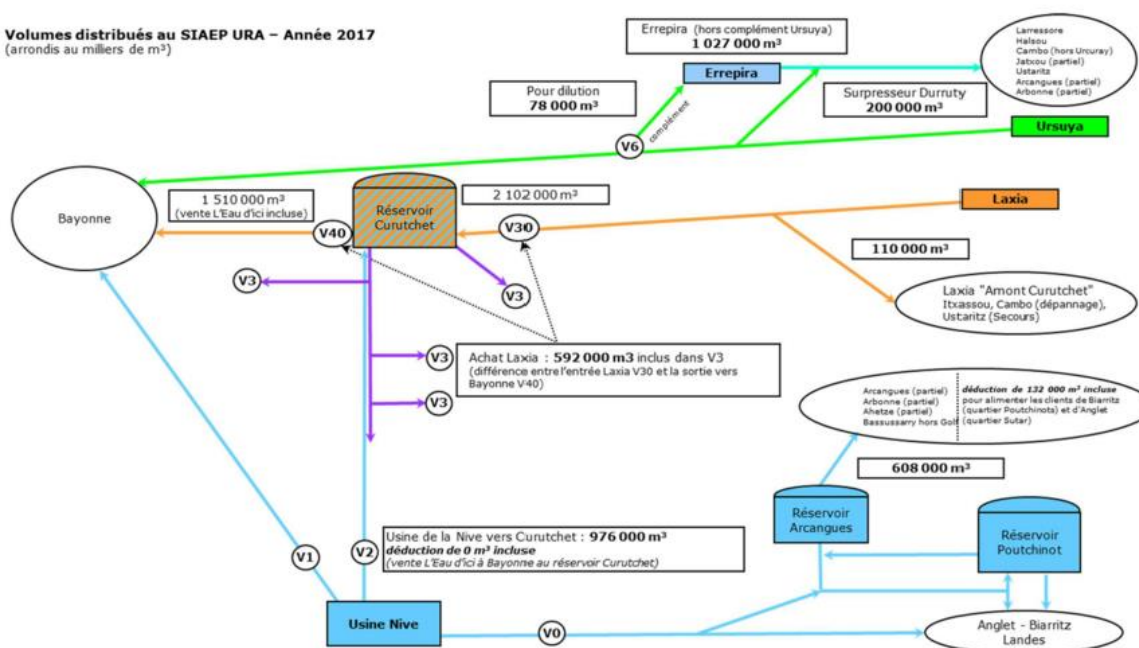 Volumes distribués au SIAEP URA – Année 2017
(arrondis au milliers de m³)
Errepira (hors complément Ursuya)
1 027 000 m³
Errepira
Larressore
Halsou
Cambo (hors Urcuray)
Jatxou (partiel)
Ustaritz
Arcangues (partiel)
Arbonne (partiel)
Pour dilution
78 000 m³
complément
Surpresseur Durruty
200 000 m³
V6
Ursuya
Bayonne
1 510 000 m³
(vente L'Eau d'ici incluse)
V40
Réservoir
Curutchet
2 102 000 m³
V30
Laxia
110 000 m³
Laxia "Amont Curutchet"
Itxassou, Cambo (dépannage),
Ustaritz (Secours)
V3
V3
V3
V3
Achat Laxia : 592 000 m3 inclus dans V3
(différence entre l'entrée Laxia V30 et la sortie vers
Bayonne V40)
Arcangues (partiel)
Arbonne (partiel)
Ahetze (partiel)
Bassussarry hors Golf
déduction de 132 000 m³ incluse
pour alimenter les clients de Biarritz
(quartier Poutchinots) et d'Anglet
(quartier Sutar)
608 000 m³
Réservoir
Arcangues
Réservoir
Poutchinot
V1
V2
Usine de la Nive vers Curutchet : 976 000 m³
déduction de 0 m³ incluse
(vente L'Eau d'ici à Bayonne au réservoir Curutchet)
Usine Nive
V0
Anglet - Biarritz
Landes